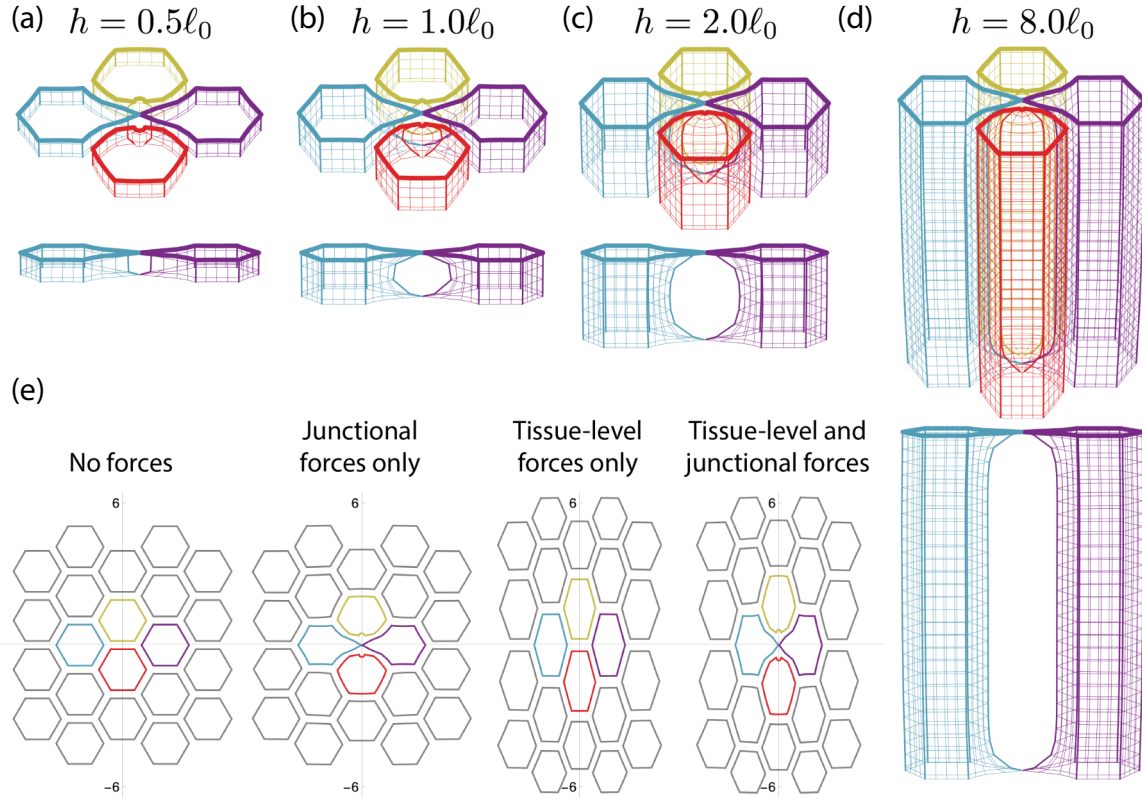 (a) h = 0.5ℓ₀
(b) h = 1.0ℓ₀
(c) h = 2.0ℓ₀
(d) h = 8.0ℓ₀
(e)
No forces
Junctional
forces only
Tissue-level
forces only
Tissue-level and
junctional forces
6
6
6
6
-6
-6
-6
-6